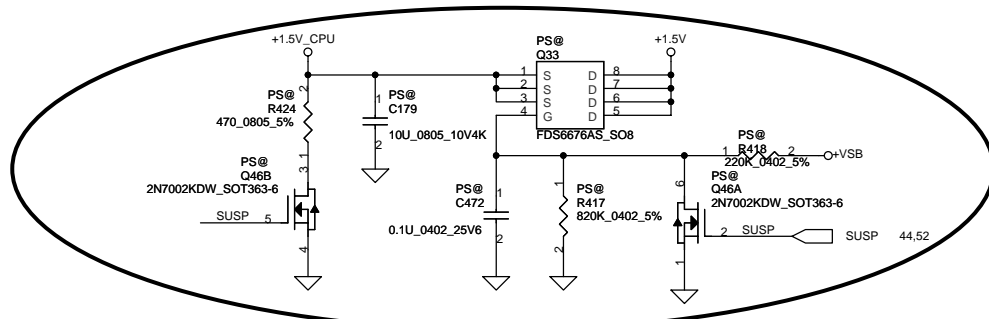 +1.5V_CPU
+1.5V
PS@
Q33
1 S D 8
2 S D 7
3 S D 6
4 G D 5
FDS6676AS_SO8
2
PS@
R424
470_0805_5%
1
1
PS@
C179
10U_0805_10V4K
2
PS@
R418
1 2
220K_0402_5%
+VSB
PS@
Q46B
2N7002KDW_SOT363-6
3
SUSP 5
4
PS@
C472
1
0.1U_0402_25V6
2
1
PS@
R417
820K_0402_5%
2
PS@
Q46A
2N7002KDW_SOT363-6
6
2 SUSP
1
SUSP 44,52